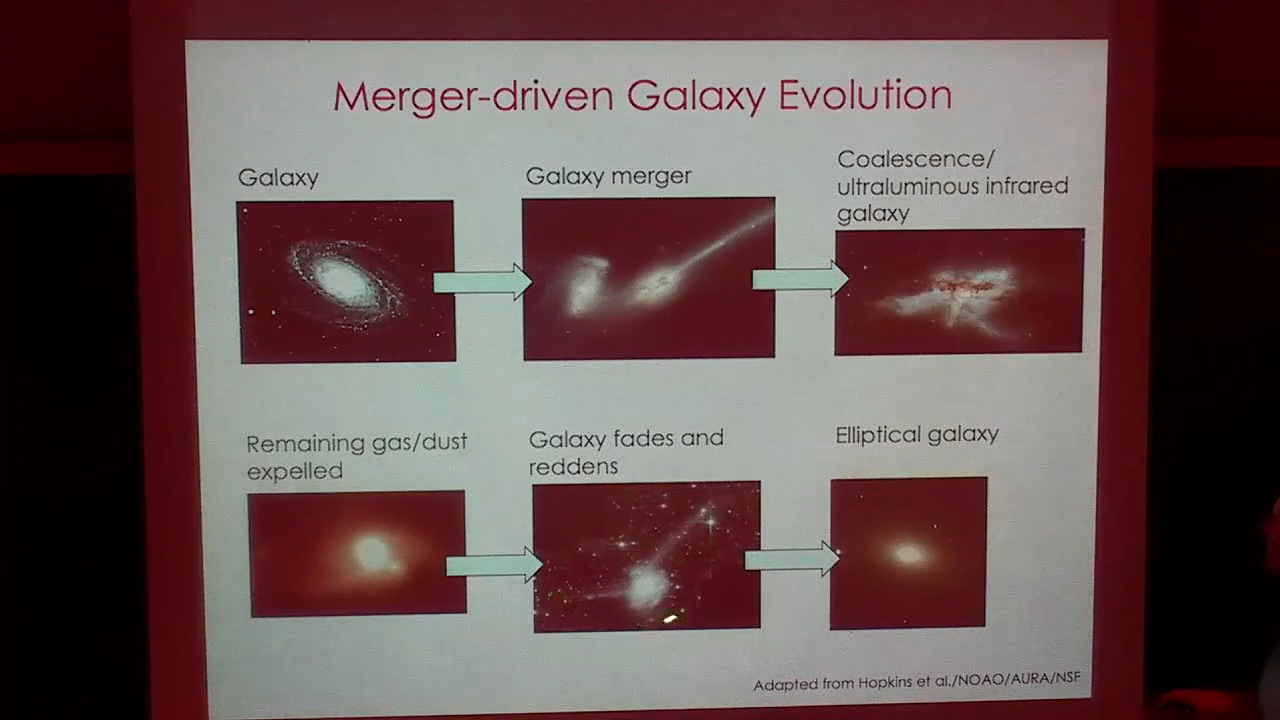 Merger-driven Galaxy Evolution
Galaxy
Galaxy merger
Coalescence/
ultraluminous infrared
galaxy
Remaining gas/dust
expelled
Galaxy fades and
reddens
Elliptical galaxy
Adapted from Hopkins et al./NOAO/AURA/NSF